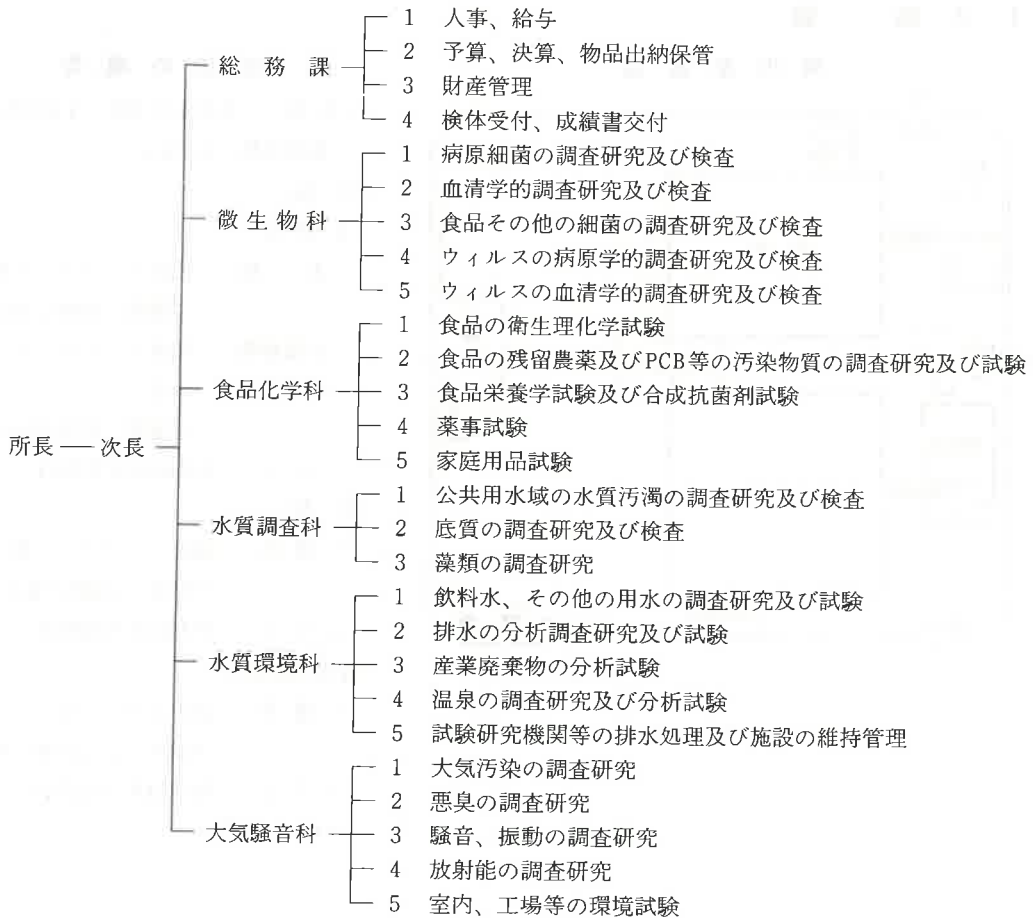 所長 次長
総務課
1 人事、給与
2 予算、決算、物品出納保管
3 財産管理
4 検体受付、成績書交付
微生物科
1 病原細菌の調査研究及び検査
2 血清学的調査研究及び検査
3 食品その他の細菌の調査研究及び検査
4 ウィルスの病原学的調査研究及び検査
5 ウィルスの血清学的調査研究及び検査
食品化学科
1 食品の衛生理化学試験
2 食品の残留農薬及びPCB等の汚染物質の調査研究及び試験
3 食品栄養学試験及び合成抗菌剤試験
4 薬事試験
5 家庭用品試験
水質調査科
1 公共用水域の水質汚濁の調査研究及び検査
2 底質の調査研究及び検査
3 藻類の調査研究
水質環境科
1 飲料水、その他の用水の調査研究及び試験
2 排水の分析調査研究及び試験
3 産業廃棄物の分析試験
4 温泉の調査研究及び分析試験
5 試験研究機関等の排水処理及び施設の維持管理
大気騒音科
1 大気汚染の調査研究
2 悪臭の調査研究
3 騒音、振動の調査研究
4 放射能の調査研究
5 室内、工場等の環境試験